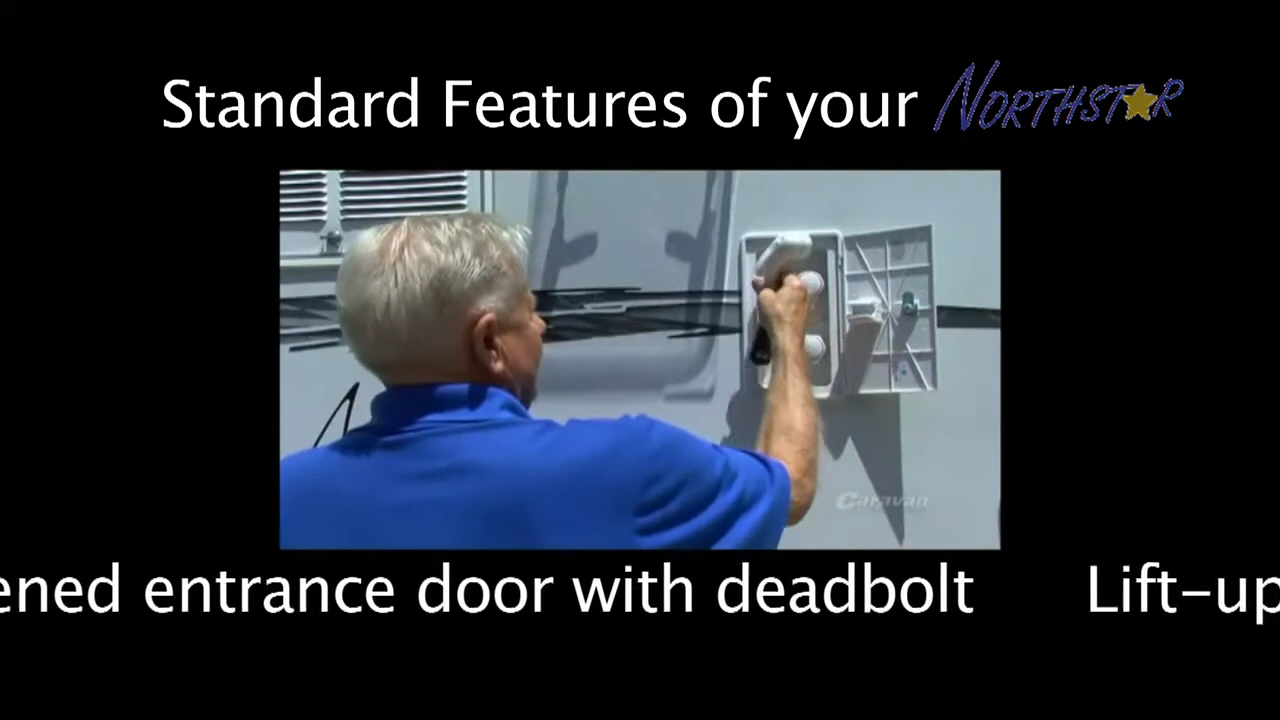 Standard Features of your NORTHSTAR
Caravan
ened entrance door with deadbolt Lift-up